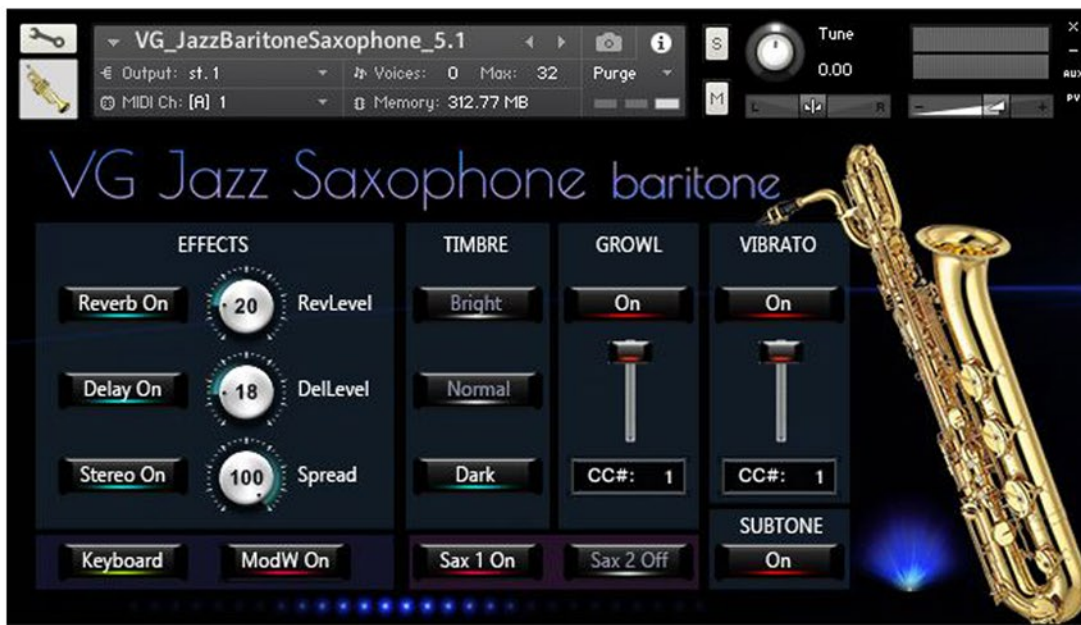 VG_JazzBaritoneSaxophone_5.1
Output: st.1
Voices: 0 Max: 32
Purge
MIDI Ch: [A] 1
Memory: 312.77 MB
S
M
Tune
0.00
L
R
-
+
×
-
AUX
PV
VG Jazz Saxophone baritone
EFFECTS
Reverb On
20
RevLevel
Delay On
18
DelLevel
Stereo On
100
Spread
TIMBRE
Bright
Normal
Dark
GROWL
On
CC#: 1
VIBRATO
On
CC#: 1
SUBTONE
On
Keyboard
ModW On
Sax 1 On
Sax 2 Off